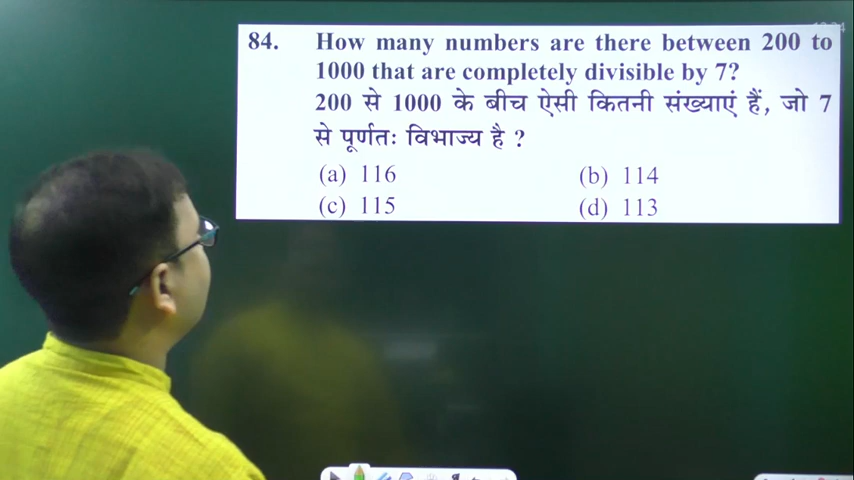 84. How many numbers are there between 200 to
1000 that are completely divisible by 7?
200 से 1000 के बीच ऐसी कितनी संख्याएं हैं, जो 7
से पूर्णतः विभाज्य है ?
(a) 116 (b) 114
(c) 115 (d) 113